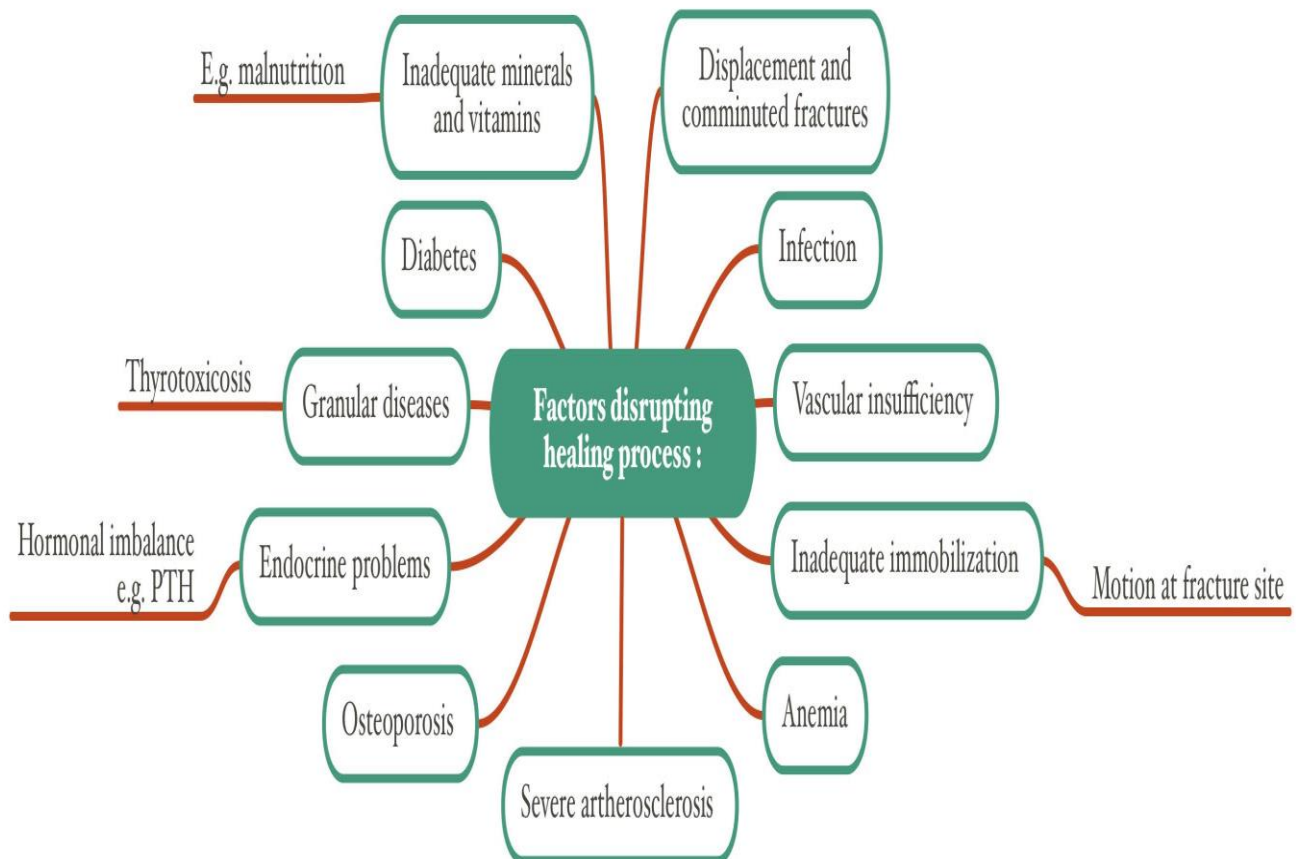 E.g. malnutrition
Inadequate minerals
and vitamins
Displacement and
comminuted fractures
Diabetes
Infection
Thyrotoxicosis
Granular diseases
Factors disrupting
healing process :
Vascular insufficiency
Hormonal imbalance
e.g. PTH
Endocrine problems
Inadequate immobilization
Motion at fracture site
Osteoporosis
Anemia
Severe artherosclerosis